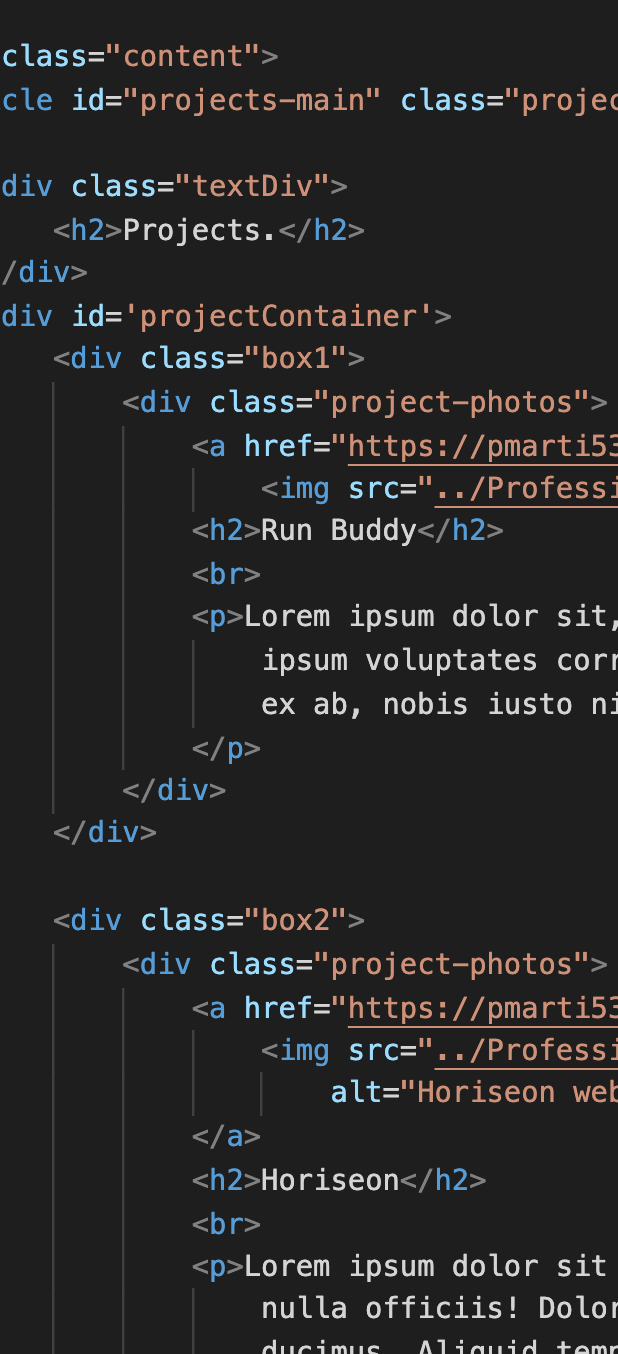 class="content">
cle id="projects-main" class="projec
div class="textDiv">
<h2>Projects.</h2>
/div>
div id='projectContainer'>
<div class="box1">
<div class="project-photos">
<a href="https://pmarti53
<img src="../Professi
<h2>Run Buddy</h2>
<br>
<p>Lorem ipsum dolor sit,
ipsum voluptates corr
ex ab, nobis iusto ni
</p>
</div>
</div>
<div class="box2">
<div class="project-photos">
<a href="https://pmarti53
<img src="../Professi
alt="Horiseon web
</a>
<h2>Horiseon</h2>
<br>
<p>Lorem ipsum dolor sit
nulla officiis! Dolor
ducimus. Aliquid temp